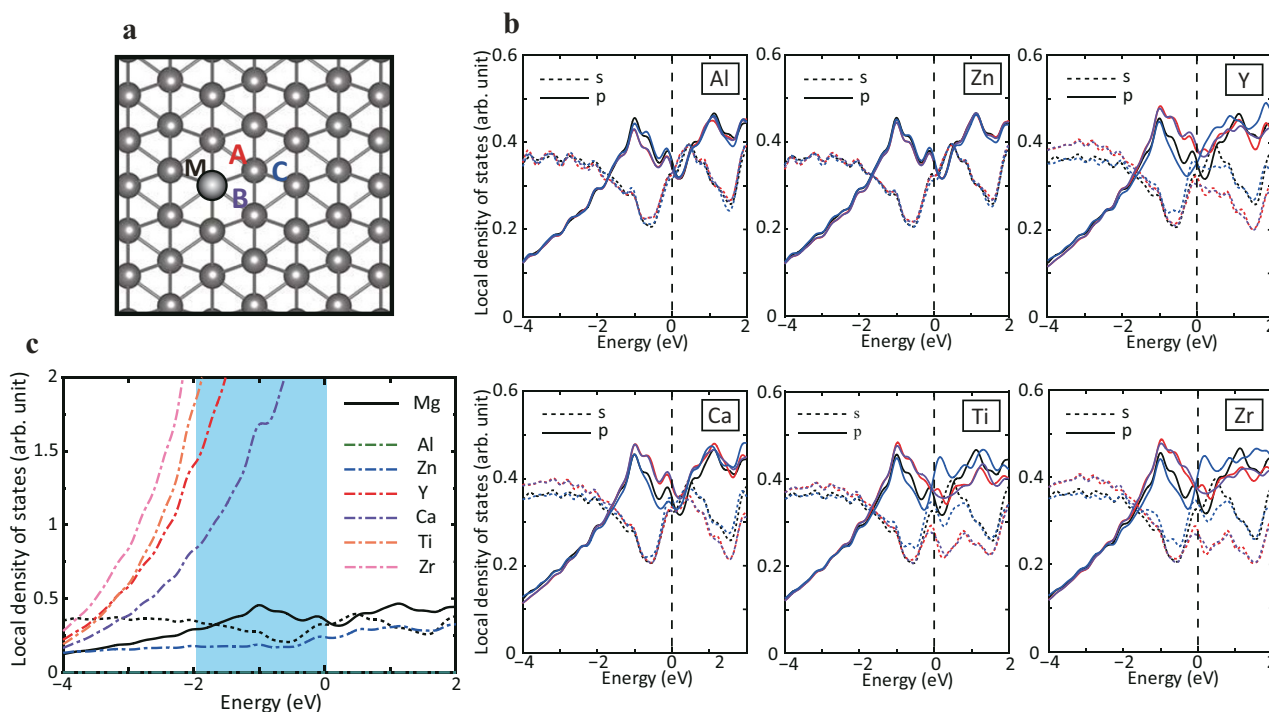 a
M
A
B
C
b
Local density of states (arb. unit)
0.6
0.4
0.2
0
s
p
Al
−4
−2
0
2
Energy (eV)
0.6
0.4
0.2
0
s
p
Zn
−4
−2
0
2
Energy (eV)
0.6
0.4
0.2
0
s
p
Y
−4
−2
0
2
Energy (eV)
Local density of states (arb. unit)
0.6
0.4
0.2
0
s
p
Ca
−4
−2
0
2
Energy (eV)
0.6
0.4
0.2
0
s
p
Ti
−4
−2
0
2
Energy (eV)
0.6
0.4
0.2
0
s
p
Zr
−4
−2
0
2
Energy (eV)
c
Local density of states (arb. unit)
2
1.5
1
0.5
0
Mg
Al
Zn
Y
Ca
Ti
Zr
−4
−2
0
2
Energy (eV)